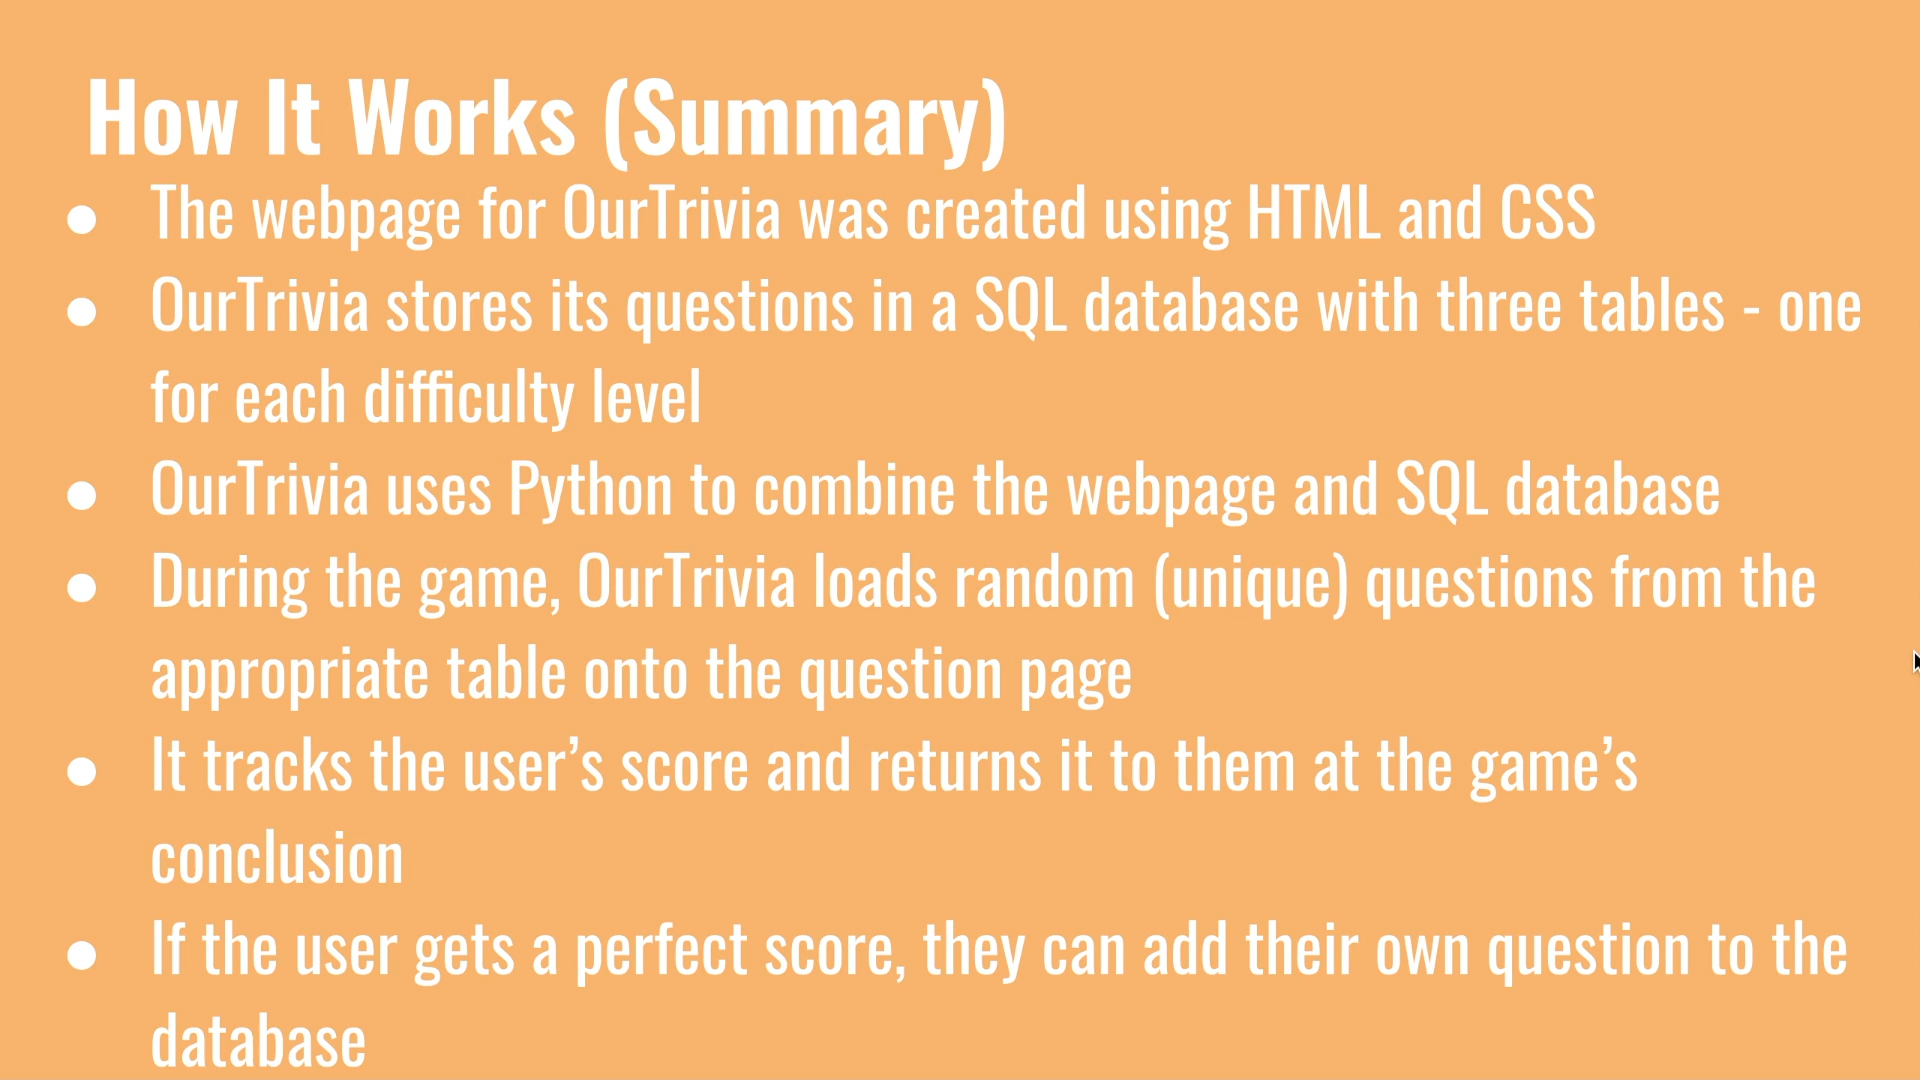 How It Works (Summary)
● The webpage for OurTrivia was created using HTML and CSS
● OurTrivia stores its questions in a SQL database with three tables - one
for each difficulty level
● OurTrivia uses Python to combine the webpage and SQL database
● During the game, OurTrivia loads random (unique) questions from the
appropriate table onto the question page
● It tracks the user’s score and returns it to them at the game’s
conclusion
● If the user gets a perfect score, they can add their own question to the
database